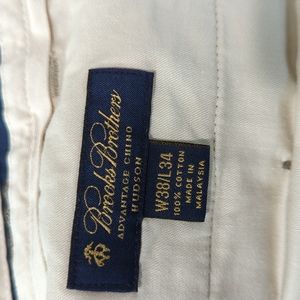 Brooks Brothers
ADVANTAGE CHINO
HUDSON
W38/L34
100% COTTON
MADE IN
MALAYSIA